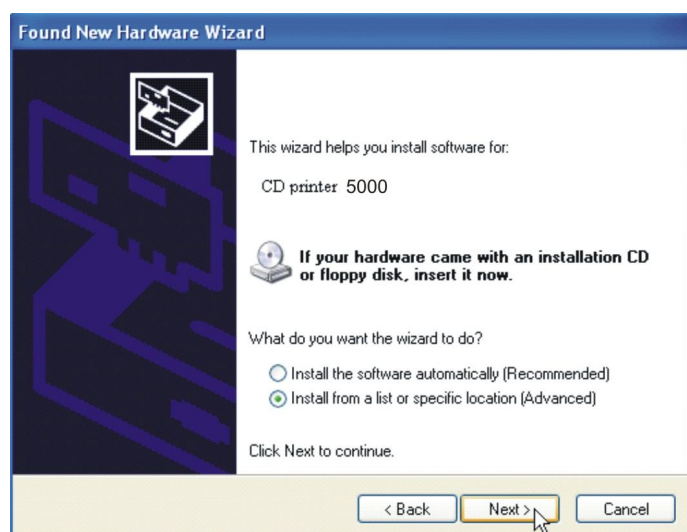 Found New Hardware Wizard
This wizard helps you install software for:
CD printer 5000
If your hardware came with an installation CD
or floppy disk, insert it now.
What do you want the wizard to do?
Install the software automatically (Recommended)
Install from a list or specific location (Advanced)
Click Next to continue.
< Back Next > Cancel